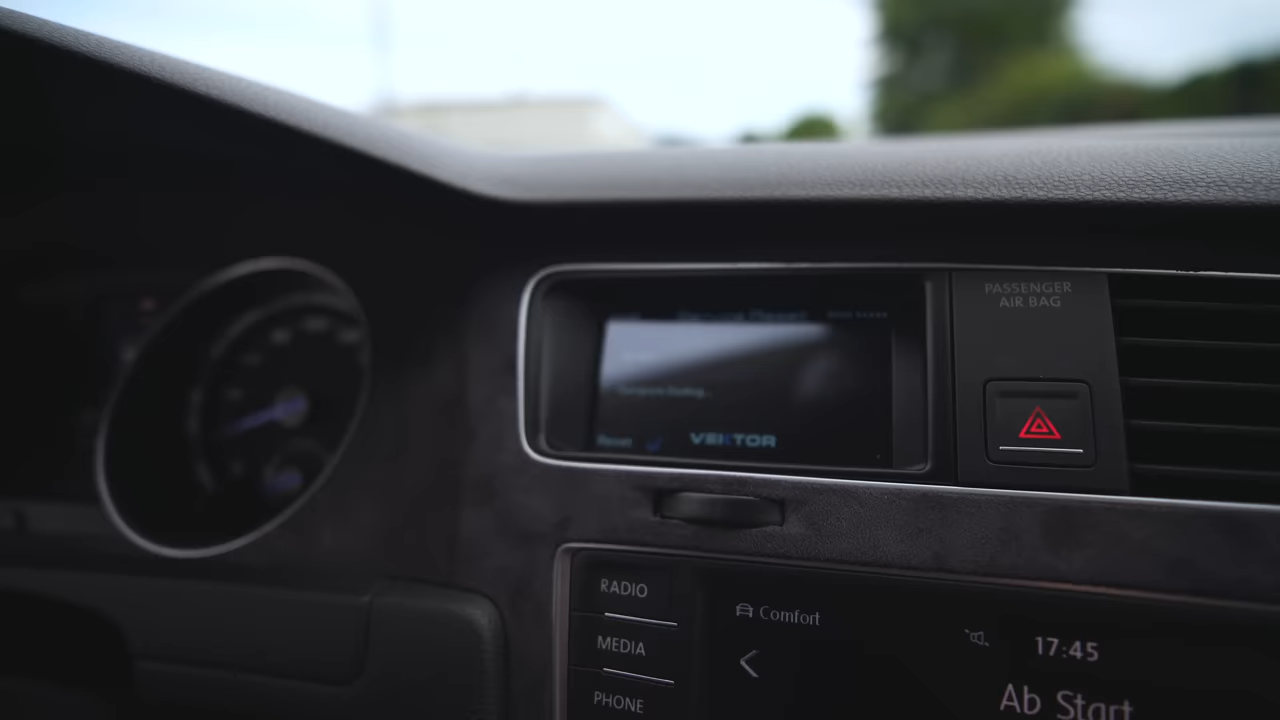 PASSENGER
AIR BAG
VEKTOR
RADIO
MEDIA
PHONE
Comfort
17:45
Ab Start